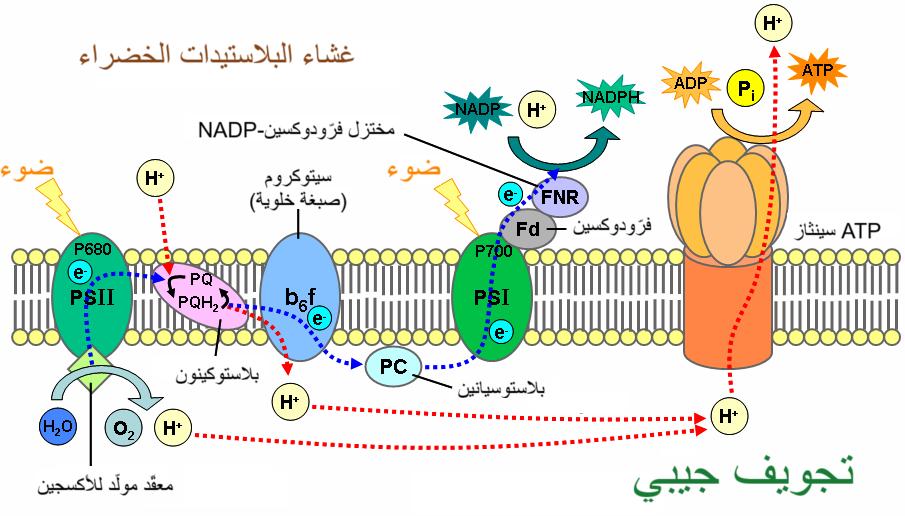 غشاء البلاستيدات الخضراء
H⁺
ATP
ADP
Pᵢ
NADPH
H⁺
NADP
مختزل فرّودوكسين-NADP
ضوء
ضوء
H⁺
سيتوكروم
(صبغة خلوية)
e⁻
FNR
Fd
فرّودوكسين
ATP سينثاز
P680
P700
e⁻
PSII
PQ
PQH₂
b₆f
e⁻
PSI
e⁻
PC
بلاستوكينون
بلاستوسيانين
H⁺
H⁺
H₂O
O₂
H⁺
معقّد مولّد للأكسجين
تجويف جيبي